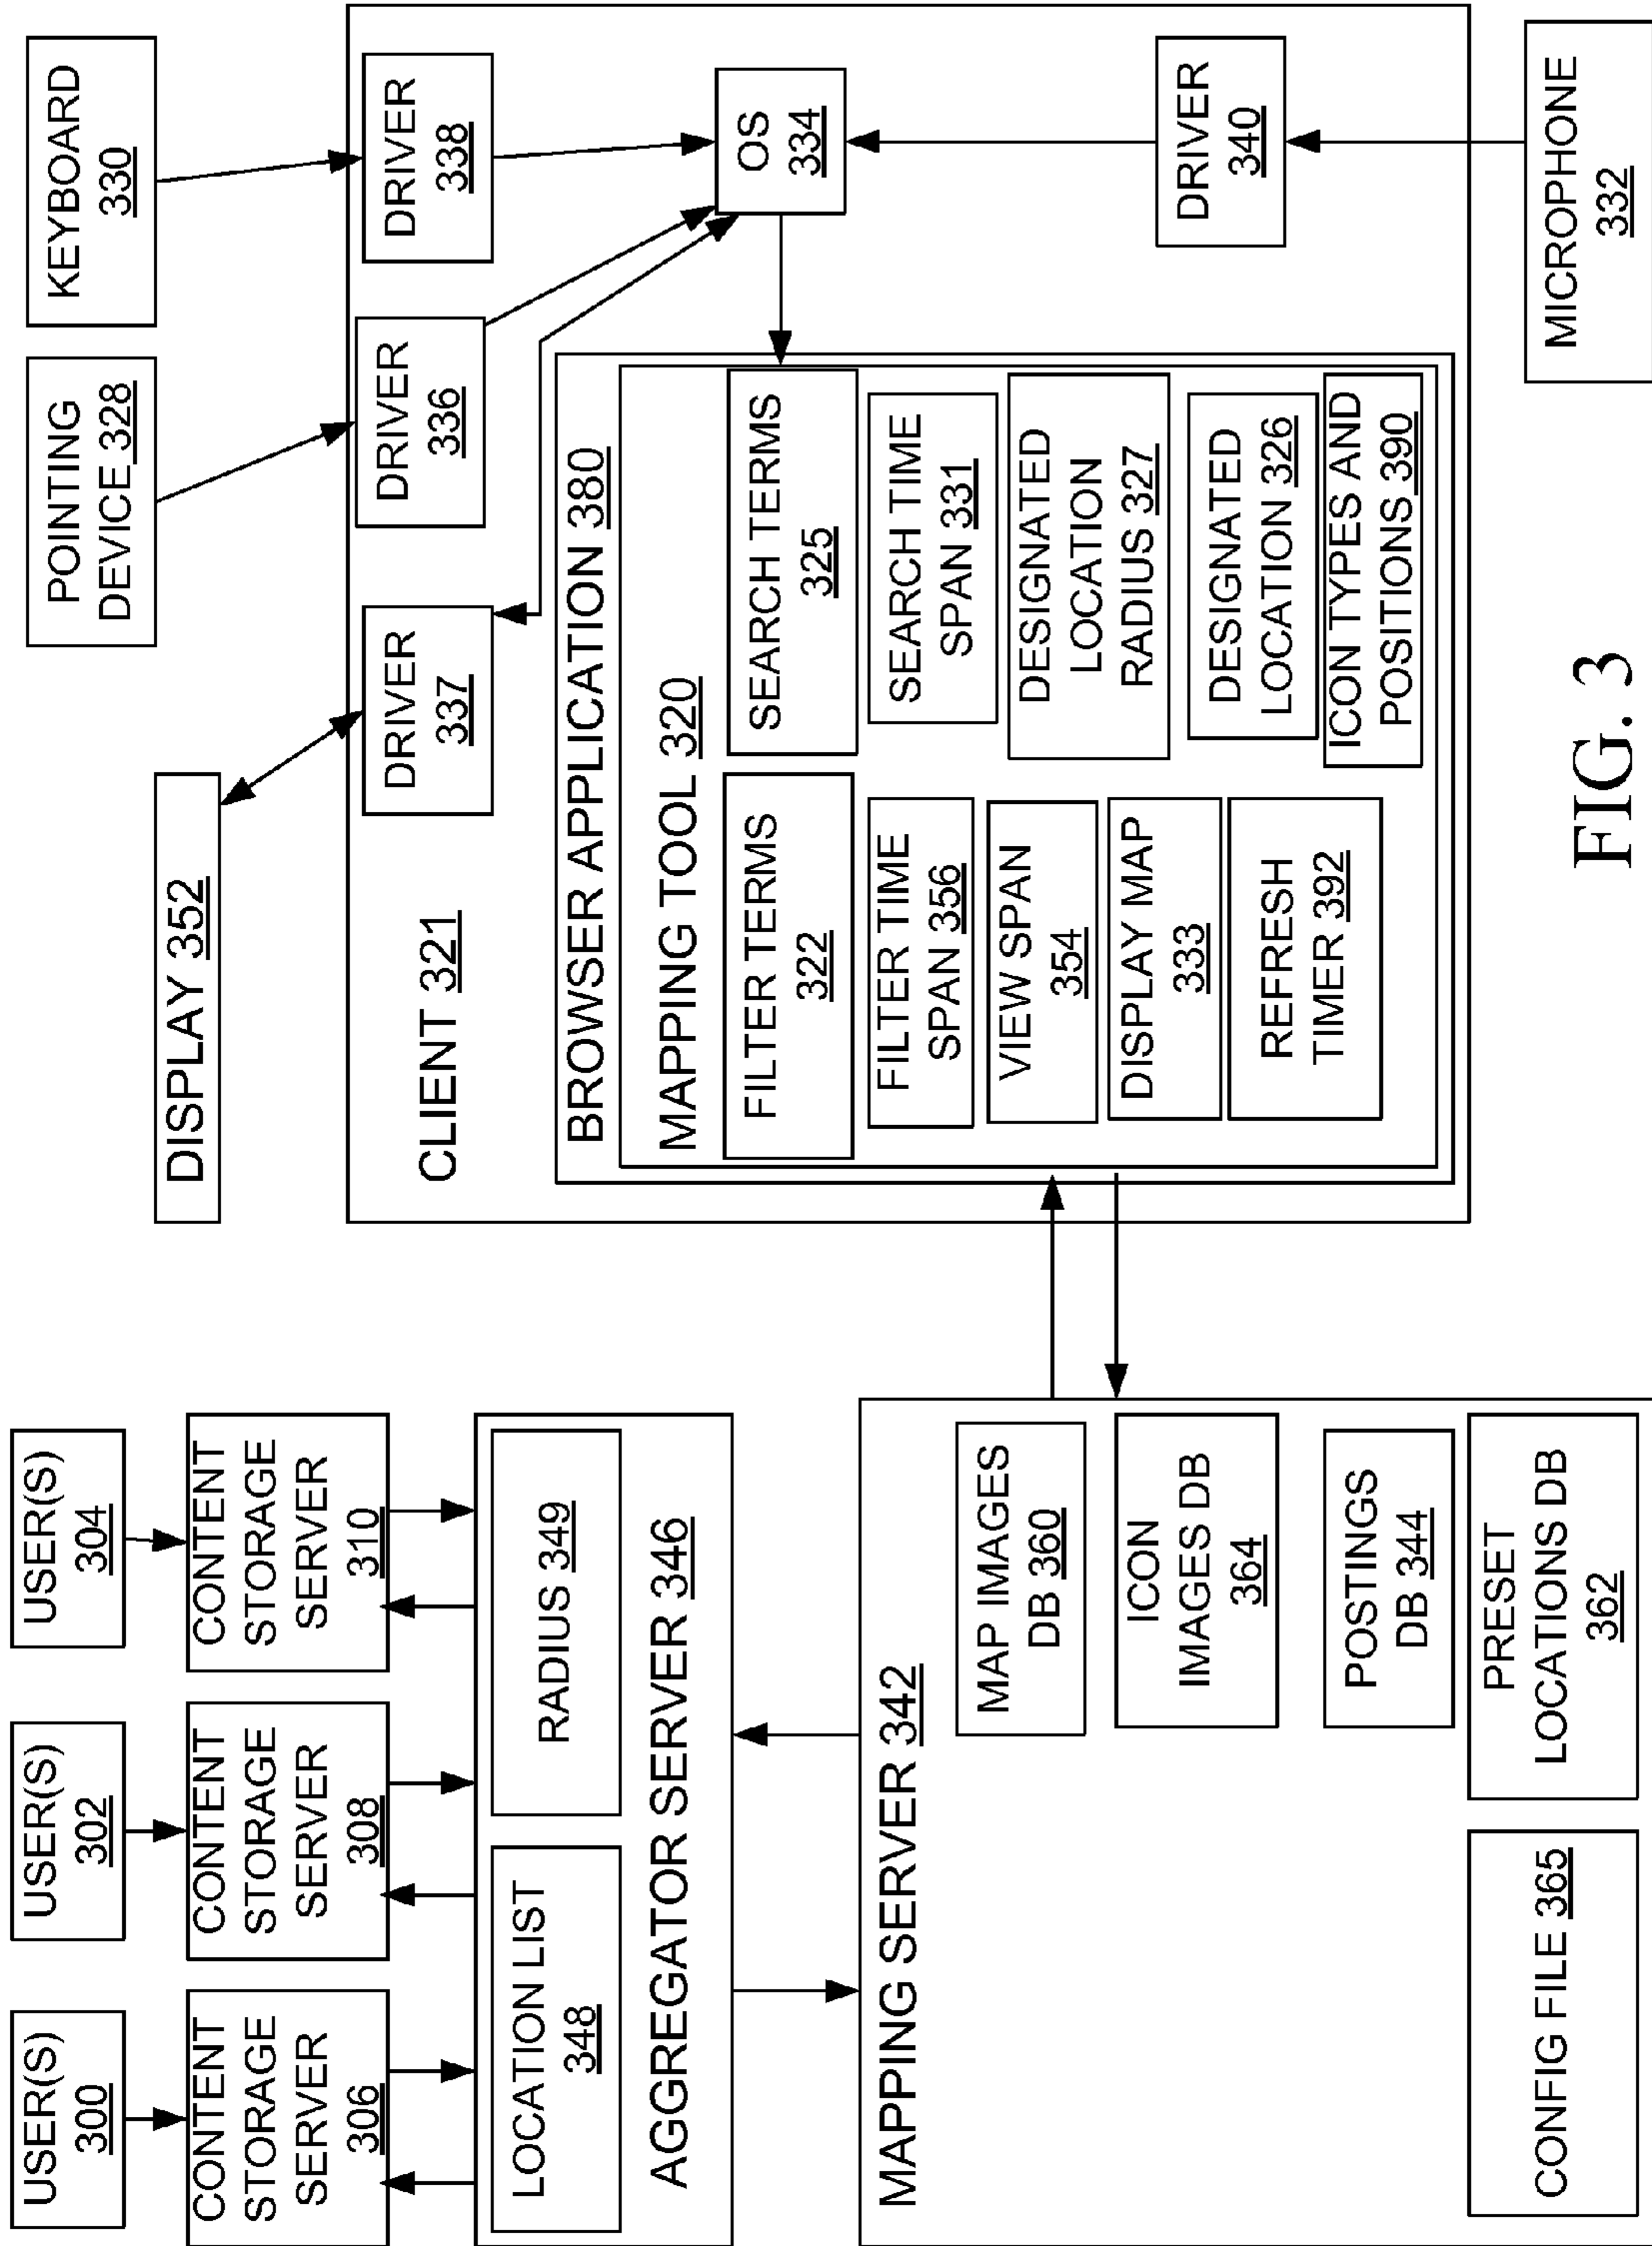 USER(S)
300
USER(S)
302
USER(S)
304
CONTENT
STORAGE
SERVER
306
CONTENT
STORAGE
SERVER
308
CONTENT
STORAGE
SERVER
310
LOCATION LIST
348
RADIUS 349
AGGREGATOR SERVER 346
MAPPING SERVER 342
MAP IMAGES
DB 360
ICON
IMAGES DB
364
POSTINGS
DB 344
CONFIG FILE 365
PRESET
LOCATIONS DB
362
DISPLAY 352
POINTING
DEVICE 328
KEYBOARD
330
CLIENT 321
DRIVER
337
DRIVER
336
DRIVER
338
OS
334
DRIVER
340
MICROPHONE
332
BROWSER APPLICATION 380
MAPPING TOOL 320
FILTER TERMS
322
SEARCH TERMS
325
FILTER TIME
SPAN 356
SEARCH TIME
SPAN 331
VIEW SPAN
354
DESIGNATED
LOCATION
RADIUS 327
DISPLAY MAP
333
DESIGNATED
LOCATION 326
REFRESH
TIMER 392
ICON TYPES AND
POSITIONS 390
FIG. 3